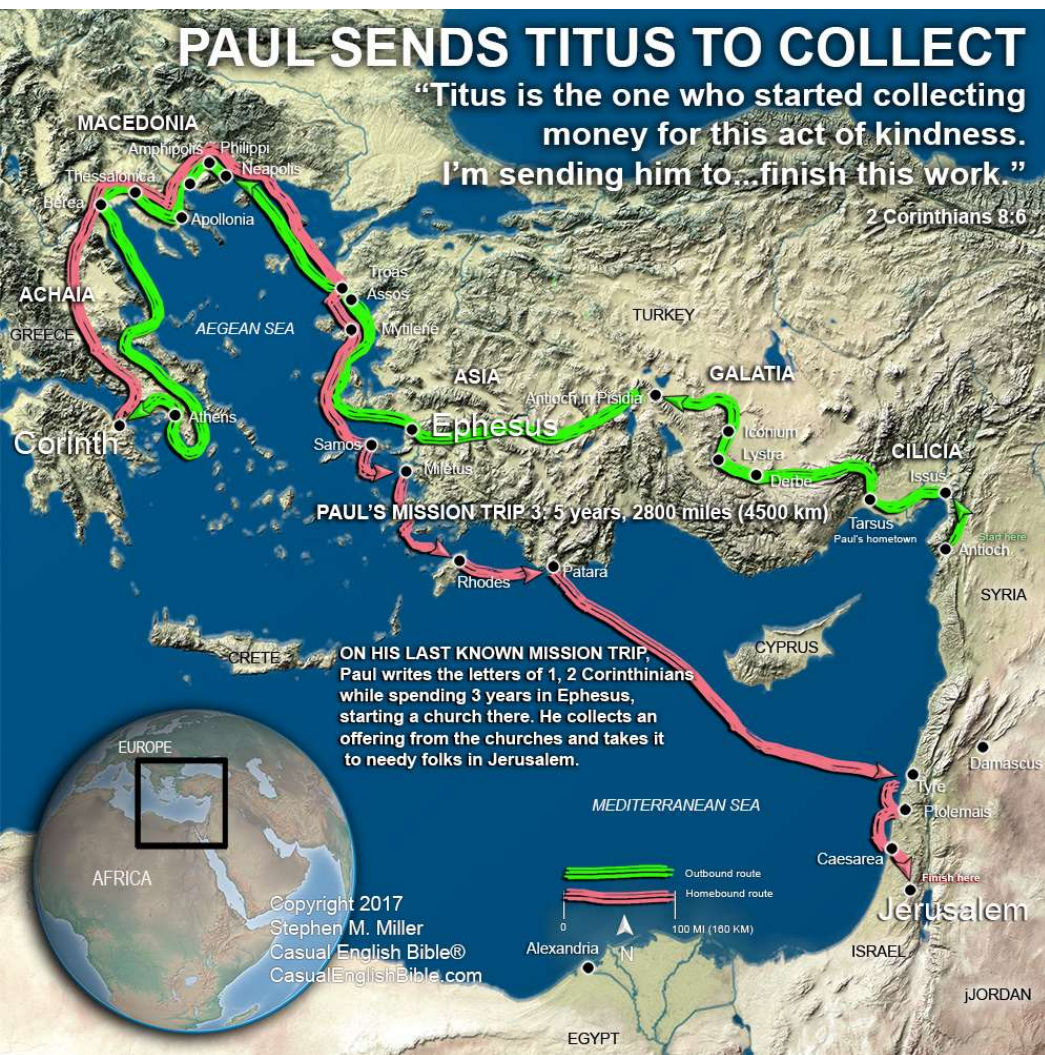 PAUL SENDS TITUS TO COLLECT
“Titus is the one who started collecting
money for this act of kindness.
I’m sending him to...finish this work.”
2 Corinthians 8:6
MACEDONIA
Amphipolis
Philippi
Neapolis
Thessalonica
Berea
Apollonia
ACHAIA
GREECE
AEGEAN SEA
Troas
Assos
Mytilene
TURKEY
ASIA
GALATIA
Antioch in Pisidia
Athens
Corinth
Ephesus
Iconium
Lystra
Derbe
CILICIA
Issus
Samos
Miletus
PAUL’S MISSION TRIP 3: 5 years, 2800 miles (4500 km)
Tarsus
Paul’s hometown
Start here
Antioch
Rhodes
Patara
SYRIA
CRETE
CYPRUS
ON HIS LAST KNOWN MISSION TRIP,
Paul writes the letters of 1, 2 Corinthinians
while spending 3 years in Ephesus,
starting a church there. He collects an
offering from the churches and takes it
to needy folks in Jerusalem.
EUROPE
AFRICA
MEDITERRANEAN SEA
Damascus
Tyre
Ptolemais
Caesarea
Finish here
Jerusalem
Outbound route
Homebound route
0
100 MI (160 KM)
N
Alexandria
ISRAEL
jJORDAN
EGYPT
Copyright 2017
Stephen M. Miller
Casual English Bible®
CasualEnglishBible.com